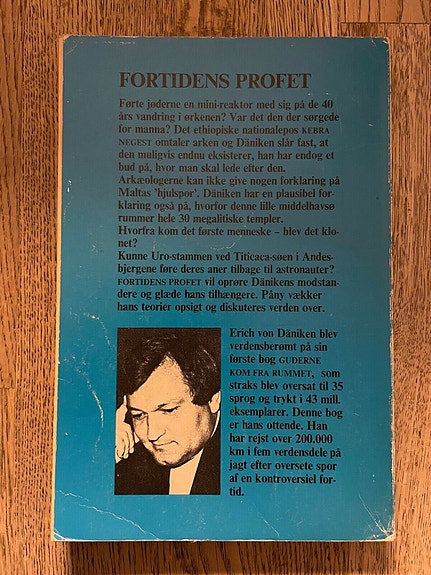 FORTIDENS PROFET
Førte jøderne en mini-reaktor med sig på de 40
års vandring i ørkenen? Var det den der sørgede
for manna? Det ethiopiske nationalepos KEBRA
NEGEST omtaler arken og Däniken slår fast, at
den muligvis endnu eksisterer, han har endog et
bud på, hvor man skal lede efter den.
Arkæologerne kan ikke give nogen forklaring på
Maltas 'hjulspor'. Däniken har en plausibel for-
klaring også på, hvorfor denne lille middelhavsø
rummer hele 30 megalitiske templer.
Hvorfra kom det første menneske – blev det klo-
net?
Kunne Uro-stammen ved Titicaca-søen i Andes-
bjergene føre deres aner tilbage til astronauter?
FORTIDENS PROFET vil oprøre Dänikens modstan-
dere og glæde hans tilhængere. Påny vækker
hans teorier opsigt og diskuteres verden over.
Erich von Däniken blev
verdensberømt på sin
første bog GUDERNE
KOM FRA RUMMET, som
straks blev oversat til 35
sprog og trykt i 43 mill.
eksemplarer. Denne bog
er hans ottende. Han
har rejst over 200.000
km i fem verdensdele på
jagt efter oversete spor
af en kontroversiel for-
tid.